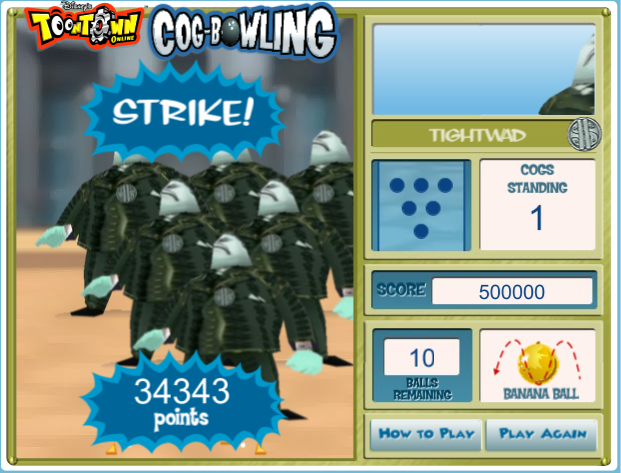 Disney's
TOONTOWN
ONLINE
COG-BOWLING
STRIKE!
TIGHTWAD
COGS
STANDING
1
SCORE
500000
34343
points
10
BALLS
REMAINING
BANANA BALL
HOW TO PLAY
PLAY AGAIN